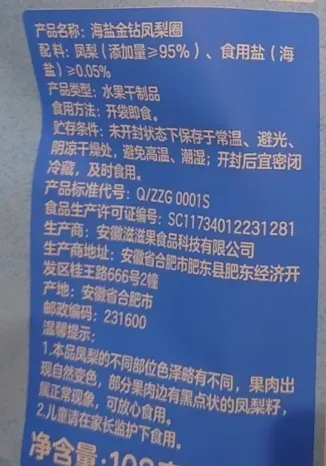 产品名称：海盐金钻凤梨圈
配料：凤梨（添加量≥95%）、食用盐（海
盐）≥0.05%
产品类型：水果干制品
食用方法：开袋即食。
贮存条件：未开封状态下保存于常温、避光、
阴凉干燥处，避免高温、潮湿；开封后宜密闭
冷藏，及时食用。
产品标准代号：Q/ZZG 0001S
食品生产许可证编号：SC11734012231281
生产商：安徽滋滋果食品科技有限公司
生产商地址：安徽省合肥市肥东县肥东经济开
发区桂王路666号2幢
产地：安徽省合肥市
邮政编码：231600
温馨提示：
1.本品凤梨的不同部位色泽略有不同，果肉出
现自然变色，部分果肉边有黑点状的凤梨籽，
属正常现象，可放心食用。
2.儿童请在家长监护下食用。
净含量：